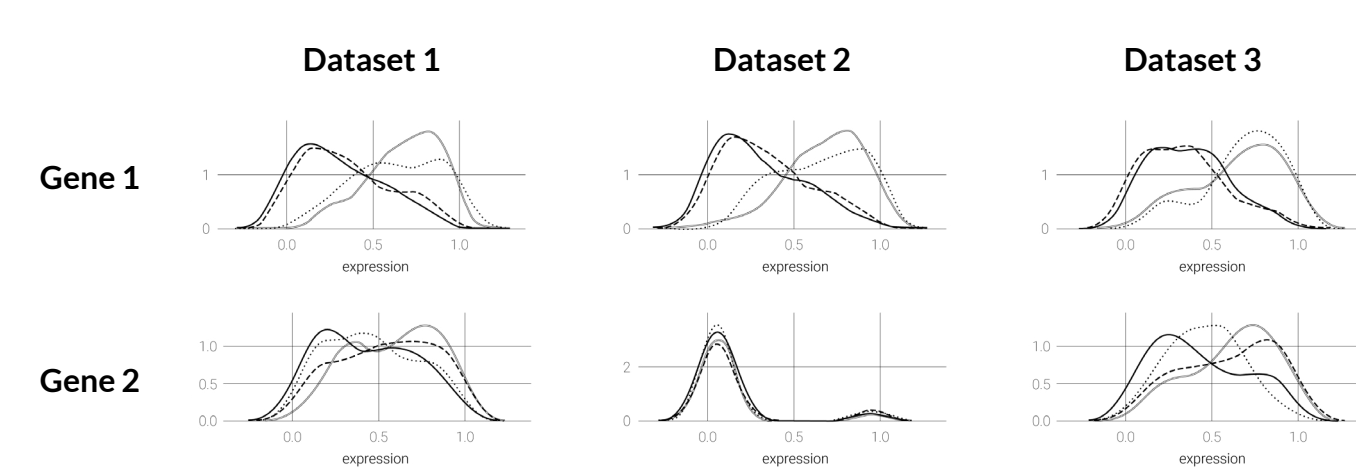 Dataset 1 Dataset 2 Dataset 3
Gene 1
1 1 1
0 0 0
0.0 0.5 1.0 0.0 0.5 1.0 0.0 0.5 1.0
expression expression expression
Gene 2
1.0 2 1.0
0.5 0.5
0.0 0 0.0
0.0 0.5 1.0 0.0 0.5 1.0 0.0 0.5 1.0
expression expression expression